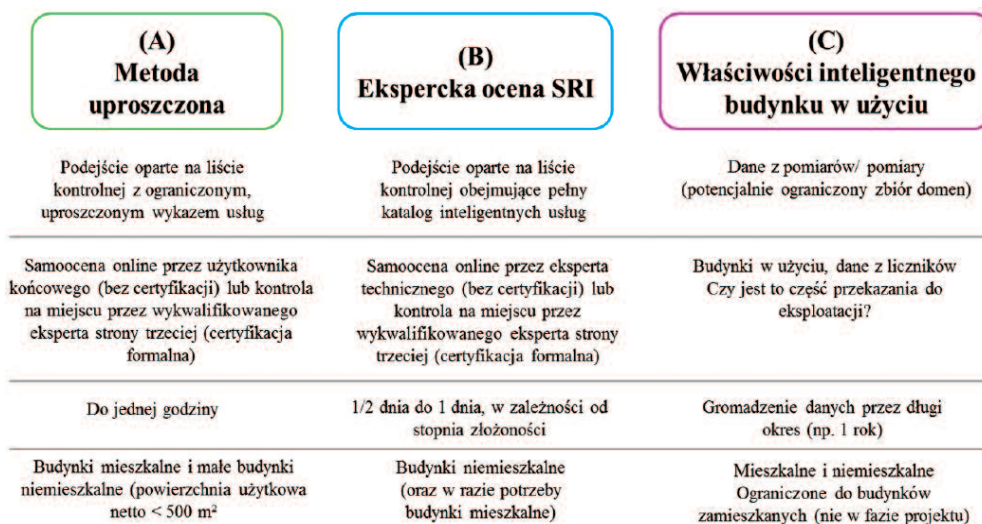 (A)
Metoda
uproszczona
(B)
Ekspercka ocena SRI
(C)
Właściwości inteligentnego
budynku w użyciu
Podejście oparte na liście
kontrolnej z ograniczonym,
uproszczonym wykazem usług
Podejście oparte na liście
kontrolnej obejmujące pełny
katalog inteligentnych usług
Dane z pomiarów/ pomiary
(potencjalnie ograniczony zbiór domen)
Samoocena online przez użytkownika
końcowego (bez certyfikacji) lub kontrola
na miejscu przez wykwalifikowanego
eksperta strony trzeciej (certyfikacja
formalna)
Samoocena online przez eksperta
technicznego (bez certyfikacji) lub
kontrola na miejscu przez
wykwalifikowanego eksperta strony
trzeciej (certyfikacja formalna)
Budynki w użyciu, dane z liczników
Czy jest to część przekazania do
eksploatacji?
Do jednej godziny
1/2 dnia do 1 dnia, w zależności od
stopnia złożoności
Gromadzenie danych przez długi
okres (np. 1 rok)
Budynki mieszkalne i małe budynki
niemieszkalne (powierzchnia użytkowa
netto < 500 m²
Budynki niemieszkalne
(oraz w razie potrzeby
budynki mieszkalne)
Mieszkalne i niemieszkalne
Ograniczone do budynków
zamieszkanych (nie w fazie projektu)